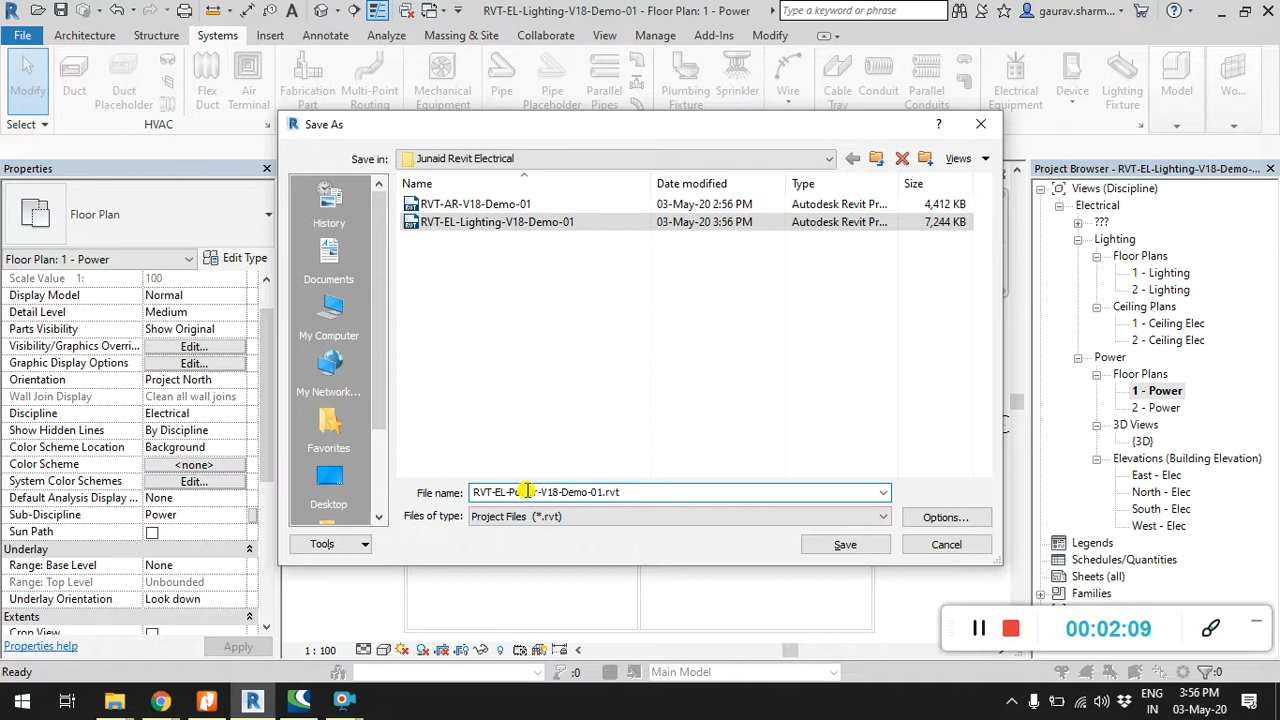 RVT-EL-Lighting-V18-Demo-01 - Floor Plan: 1 - Power
Type a keyword or phrase
gaurav.sharm...
File Architecture Structure Systems Insert Annotate Analyze Massing & Site Collaborate View Manage Add-Ins Modify
Modify
Duct
Duct Placeholder
Flex Duct
Air Terminal
Fabrication Part
Multi-Point Routing
Mechanical Equipment
Pipe
Pipe Placeholder
Parallel Pipes
Plumbing Fixture
Sprinkler
Wire
Cable Tray
Conduit
Parallel Conduits
Electrical Equipment
Device
Lighting Fixture
Model
Wo...
Select
HVAC
Properties
Floor Plan
Floor Plan: 1 - Power
Edit Type
Scale Value 1: 100
Display Model Normal
Detail Level Medium
Parts Visibility Show Original
Visibility/Graphics Overri... Edit...
Graphic Display Options Edit...
Orientation Project North
Wall Join Display Clean all wall joins
Discipline Electrical
Show Hidden Lines By Discipline
Color Scheme Location Background
Color Scheme <none>
System Color Schemes Edit...
Default Analysis Display ... None
Sub-Discipline Power
Sun Path
Underlay
Range: Base Level None
Range: Top Level Unbounded
Underlay Orientation Look down
Extents
Properties help
Apply
Save As
?
Save in: Junaid Revit Electrical
Views
Name Date modified Type Size
RVT-AR-V18-Demo-01 03-May-20 2:56 PM Autodesk Revit Pr... 4,412 KB
RVT-EL-Lighting-V18-Demo-01 03-May-20 3:56 PM Autodesk Revit Pr... 7,244 KB
History
Documents
My Computer
My Network...
Favorites
Desktop
File name: RVT-EL-Power-V18-Demo-01.rvt
Files of type: Project Files (*.rvt)
Options...
Tools
Save
Cancel
Project Browser - RVT-EL-Lighting-V18-Demo-...
Views (Discipline)
Electrical
???
Lighting
Floor Plans
1 - Lighting
2 - Lighting
Ceiling Plans
1 - Ceiling Elec
2 - Ceiling Elec
Power
Floor Plans
1 - Power
2 - Power
3D Views
{3D}
Elevations (Building Elevation)
East - Elec
North - Elec
South - Elec
West - Elec
Legends
Schedules/Quantities
Sheets (all)
Families
00:02:09
1 : 100
Ready
:0
Main Model
:0
ENG
IN
3:56 PM
03-May-20